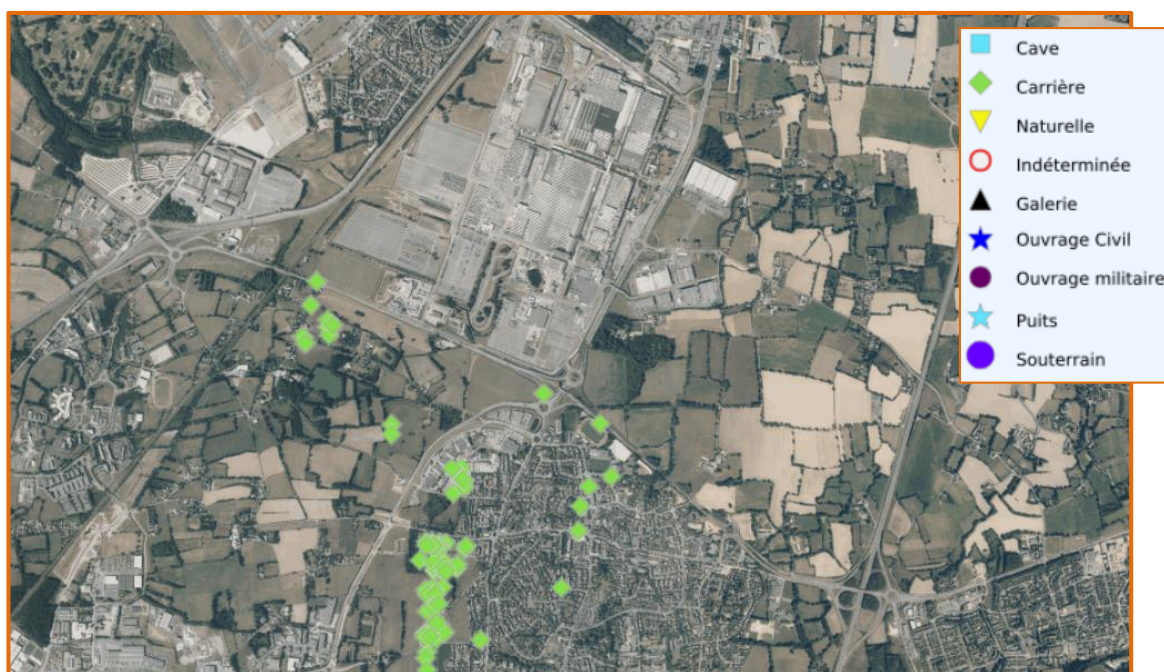 Cave
Carrière
Naturelle
Indéterminée
Galerie
Ouvrage Civil
Ouvrage militaire
Puits
Souterrain